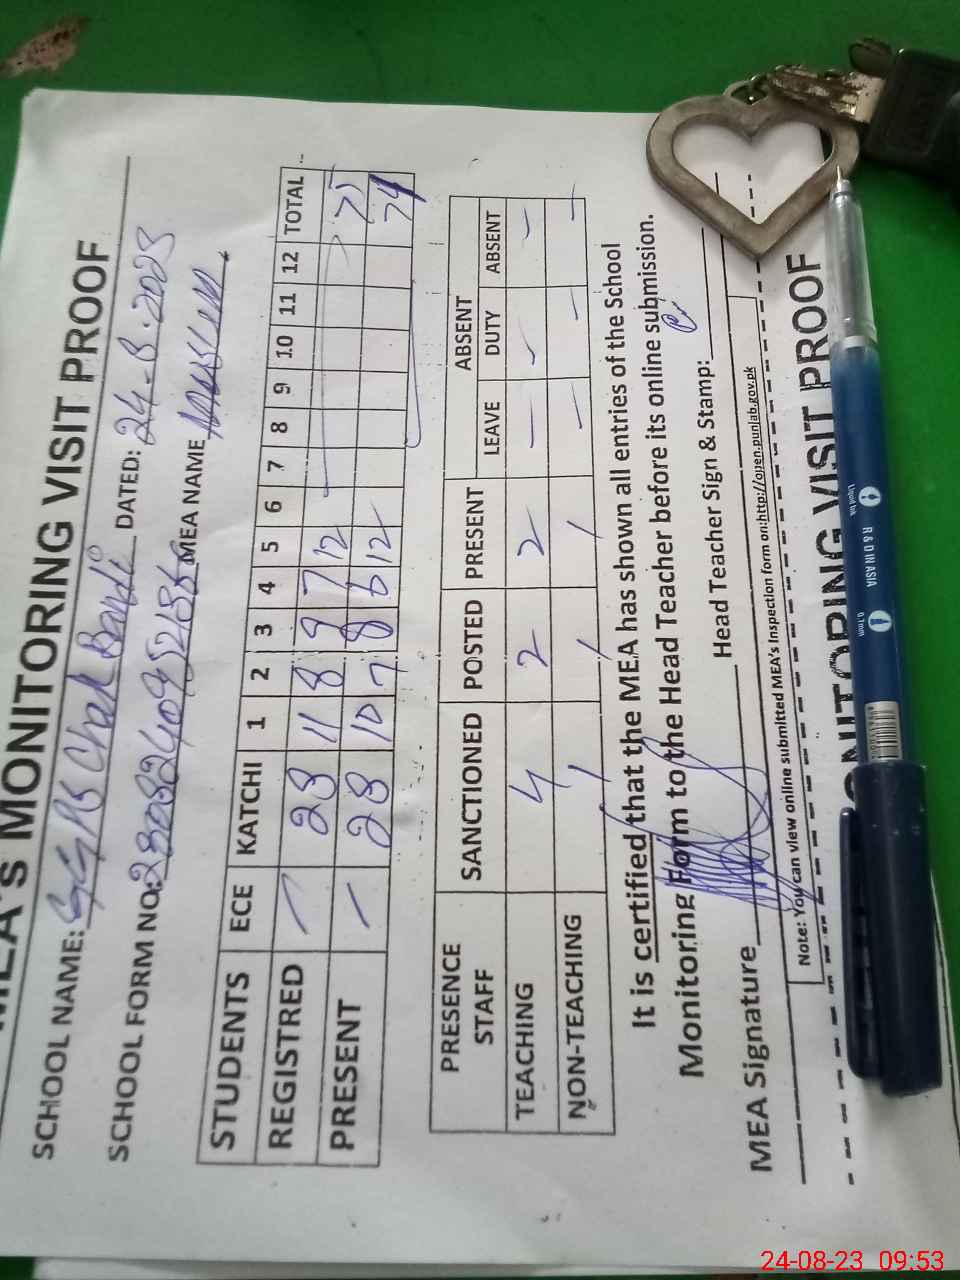 MEA'S MONITORING VISIT PROOF
SCHOOL NAME: Chak Bandi DATED: 24-8-2023
SCHOOL FORM NO: MEA NAME
STUDENTS ECE KATCHI 1 2 3 4 5 6 7 8 9 10 11 12 TOTAL
REGISTRED - 28 11 8 9 7 12 75
PRESENT - 28 10 7 8 6 12 74
PRESENCE STAFF SANCTIONED POSTED PRESENT ABSENT
LEAVE DUTY ABSENT
TEACHING 4 2 2 - - -
NON-TEACHING 1 1 1 - - -
It is certified that the MEA has shown all entries of the School
Monitoring Form to the Head Teacher before its online submission.
MEA Signature Head Teacher Sign & Stamp:
Note: You can view online submitted MEA's Inspection form on:http://open.punjab.gov.pk
MONITORING VISIT PROOF
Liquid Ink
R & D IN ASIA
0.7mm
24-08-23 09:53